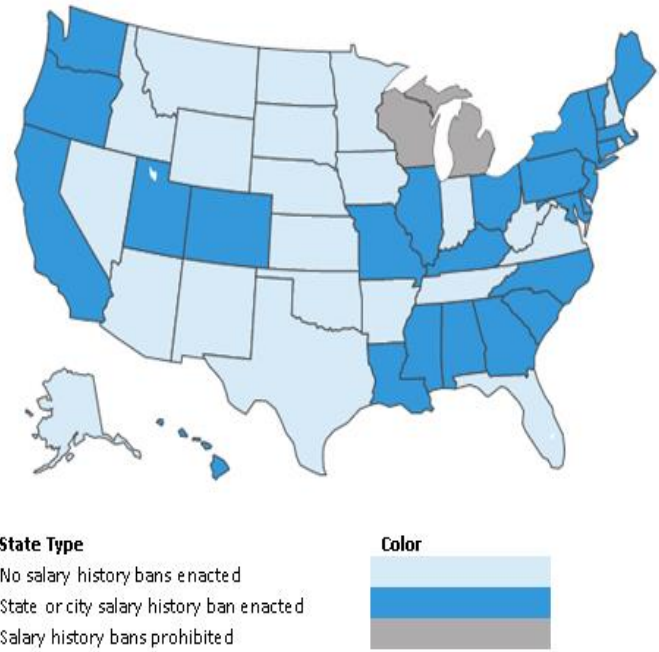 State Type Color
No salary history bans enacted
State or city salary history ban enacted
Salary history bans prohibited